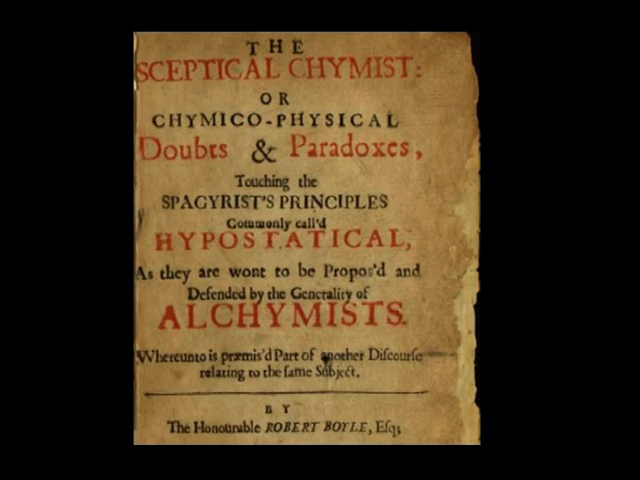 THE
SCEPTICAL CHYMIST:
OR
CHYMICO-PHYSICAL
Doubts & Paradoxes,
Touching the
SPAGYRIST'S PRINCIPLES
Commonly call'd
HYPOSTATICAL,
As they are wont to be Propos'd and
Defended by the Generality of
ALCHYMISTS.
Whereunto is præmis'd Part of another Diſcourſe
relating to the ſame Subject.
BY
The Honourable ROBERT BOYLE, Eſq;